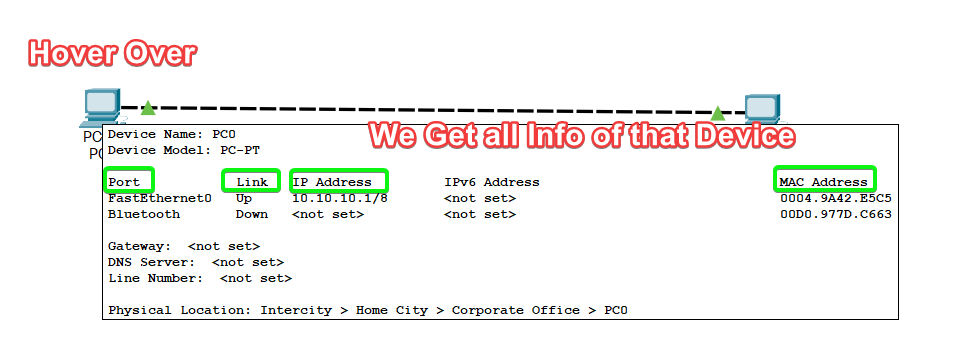 Hover Over
We Get all Info of that Device
Device Name: PC0
Device Model: PC-PT
Port Link IP Address IPv6 Address MAC Address
FastEthernet0 Up 10.10.10.1/8 <not set> 0004.9A42.E5C5
Bluetooth Down <not set> <not set> 00D0.977D.C663
Gateway: <not set>
DNS Server: <not set>
Line Number: <not set>
Physical Location: Intercity > Home City > Corporate Office > PC0